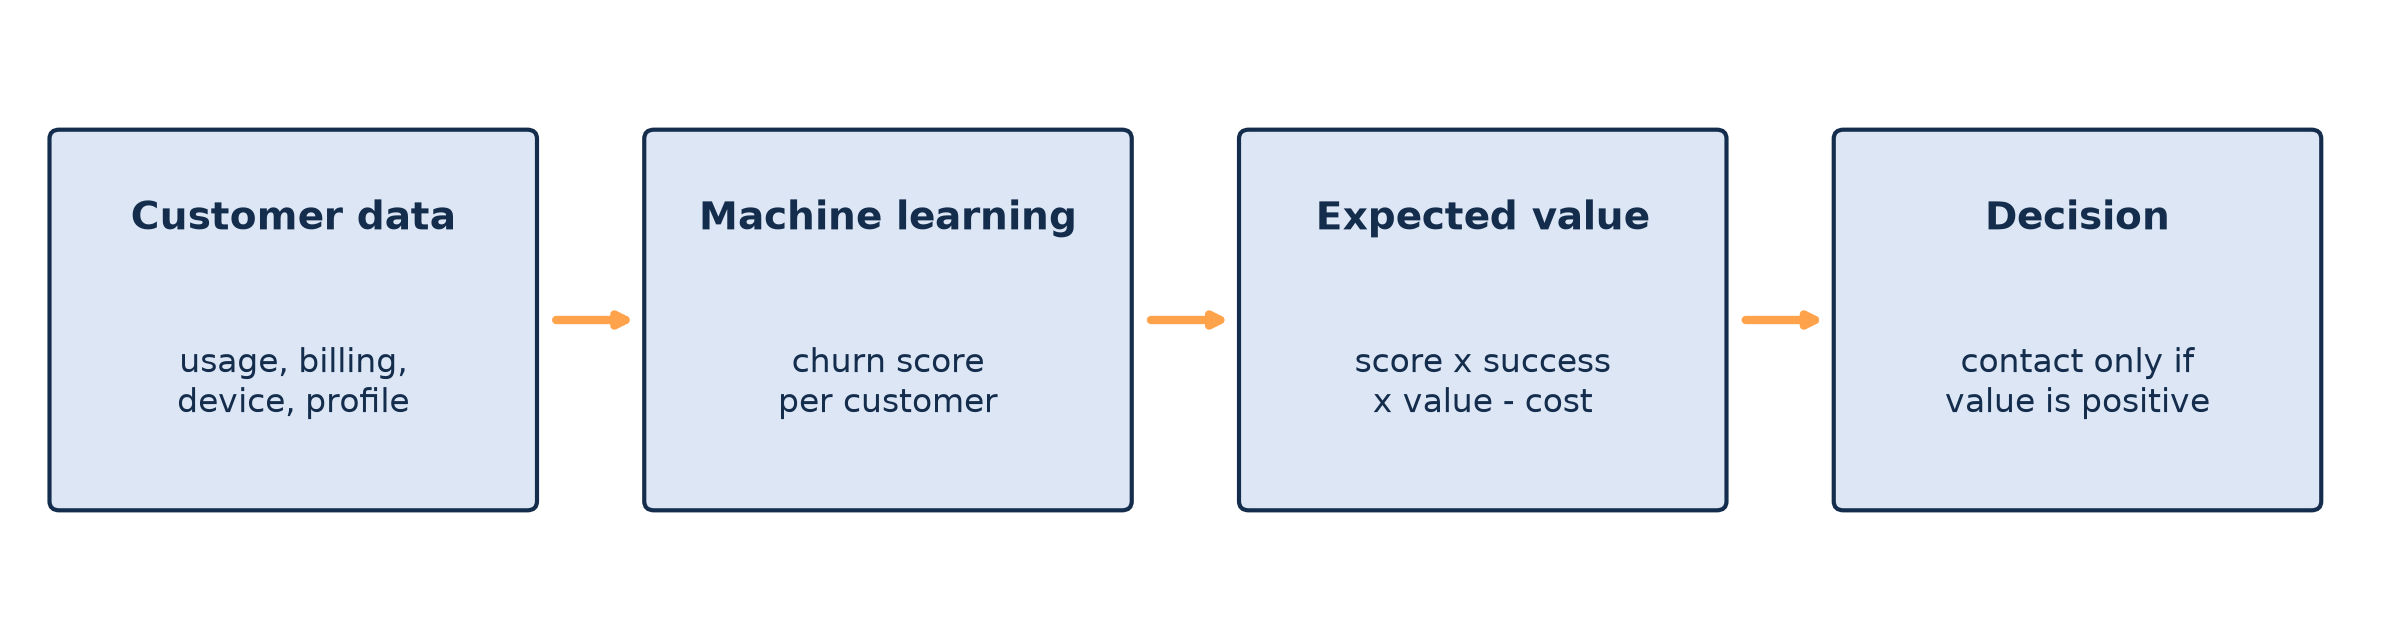 Customer data
usage, billing,
device, profile
Machine learning
churn score
per customer
Expected value
score x success
x value - cost
Decision
contact only if
value is positive